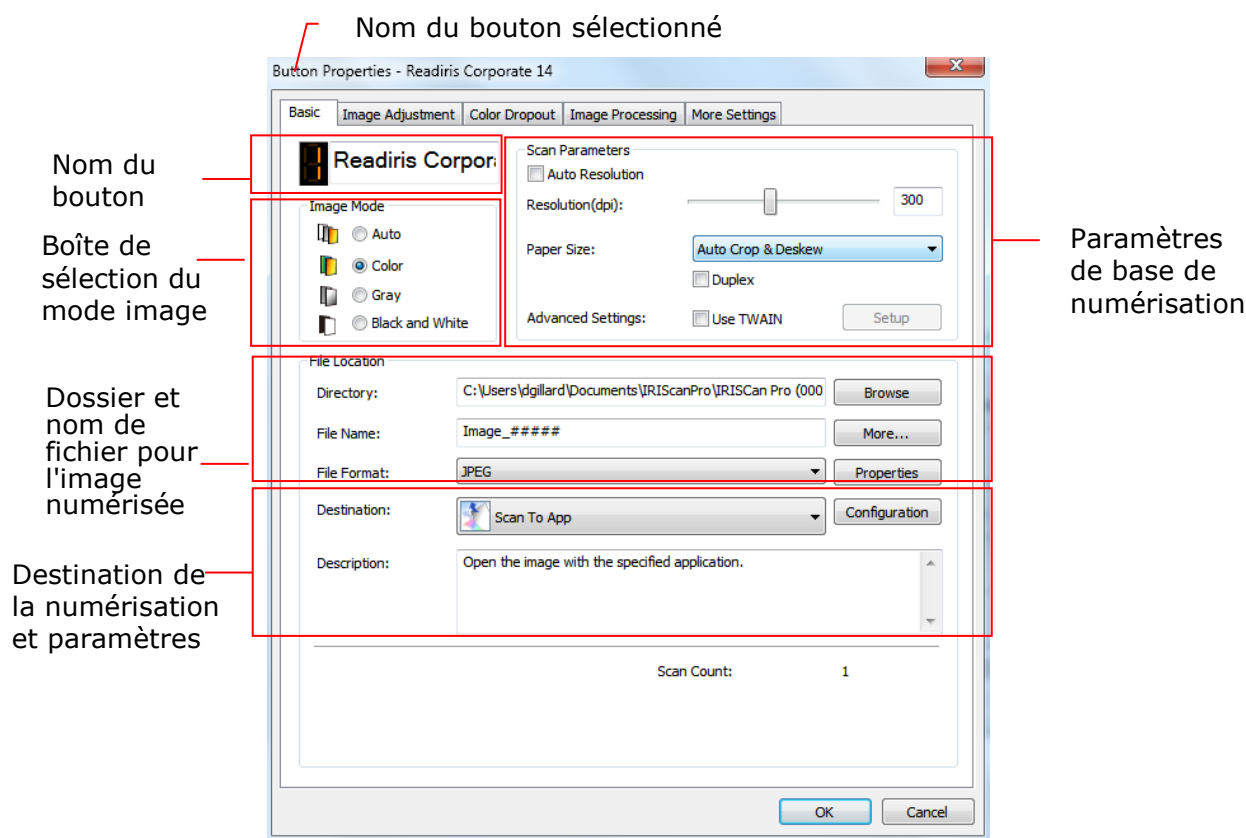 Nom du bouton sélectionné
Button Properties - Readiris Corporate 14
X
Basic Image Adjustment Color Dropout Image Processing More Settings
Nom du
bouton
1 Readiris Corpor
Boîte de
sélection du
mode image
Image Mode
Auto
Color
Gray
Black and White
Scan Parameters
Auto Resolution
Resolution(dpi): 300
Paper Size: Auto Crop & Deskew
Duplex
Advanced Settings: Use TWAIN Setup
Paramètres
de base de
numérisation
Dossier et
nom de
fichier pour
l'image
numérisée
File Location
Directory: C:\Users\dgillard\Documents\IRIScanPro\IRISCan Pro (000 Browse
File Name: Image_##### More...
File Format: JPEG Properties
Destination de
la numérisation
et paramètres
Destination: Scan To App Configuration
Description: Open the image with the specified application.
Scan Count: 1
OK Cancel